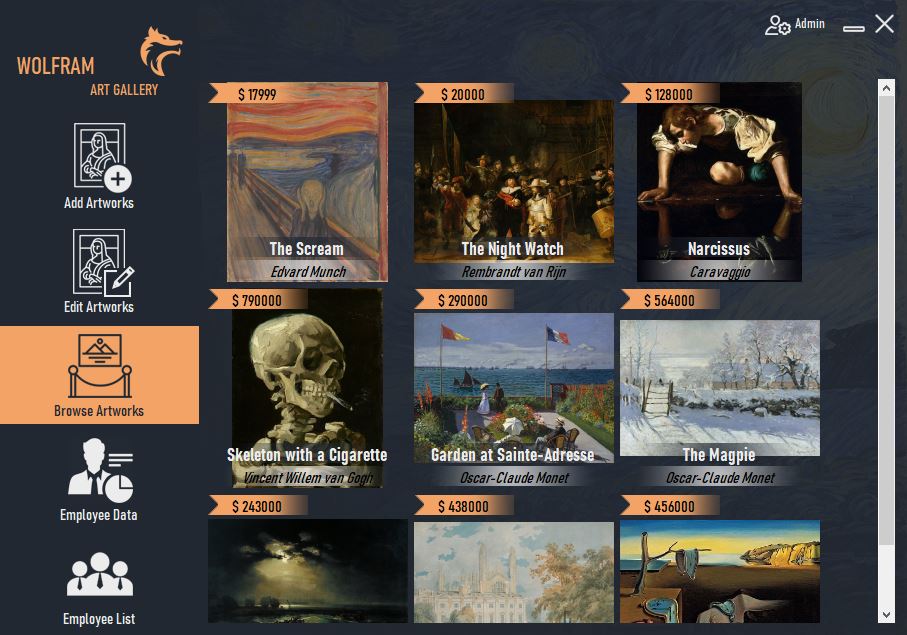 Admin
WOLFRAM
ART GALLERY
Add Artworks
Edit Artworks
Browse Artworks
Employee Data
Employee List
$ 17999
The Scream
Edvard Munch
$ 20000
The Night Watch
Rembrandt van Rijn
$ 128000
Narcissus
Caravaggio
$ 790000
Skeleton with a Cigarette
Vincent Willem van Gogh
$ 290000
Garden at Sainte-Adresse
Oscar-Claude Monet
$ 564000
The Magpie
Oscar-Claude Monet
$ 243000
$ 438000
$ 456000